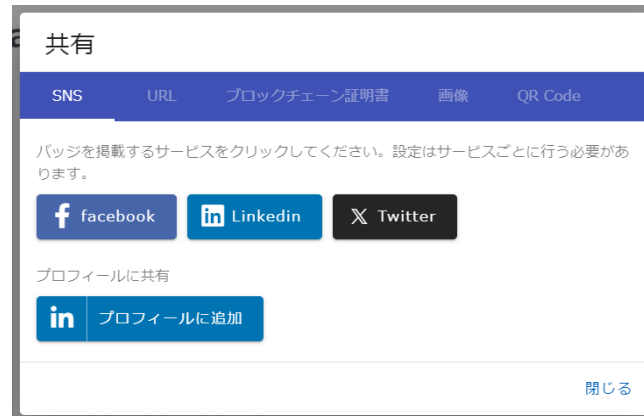 共有
SNS URL ブロックチェーン証明書 画像 QR Code
バッジを掲載するサービスをクリックしてください。設定はサービスごとに行う必要があ
ります。
facebook Linkedin Twitter
プロフィールに共有
in プロフィールに追加
閉じる